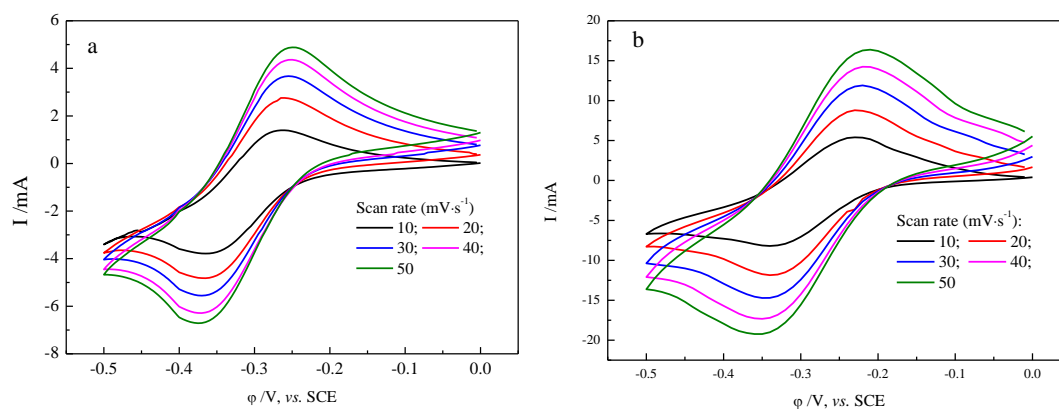 a
I /mA
6
4
2
0
-2
-4
-6
-8
-0.5 -0.4 -0.3 -0.2 -0.1 0.0
φ /V, vs. SCE
Scan rate (mV·s⁻¹)
10; 20;
30; 40;
50
b
I /mA
20
15
10
5
0
-5
-10
-15
-20
-0.5 -0.4 -0.3 -0.2 -0.1 0.0
φ /V, vs. SCE
Scan rate (mV·s⁻¹):
10; 20;
30; 40;
50